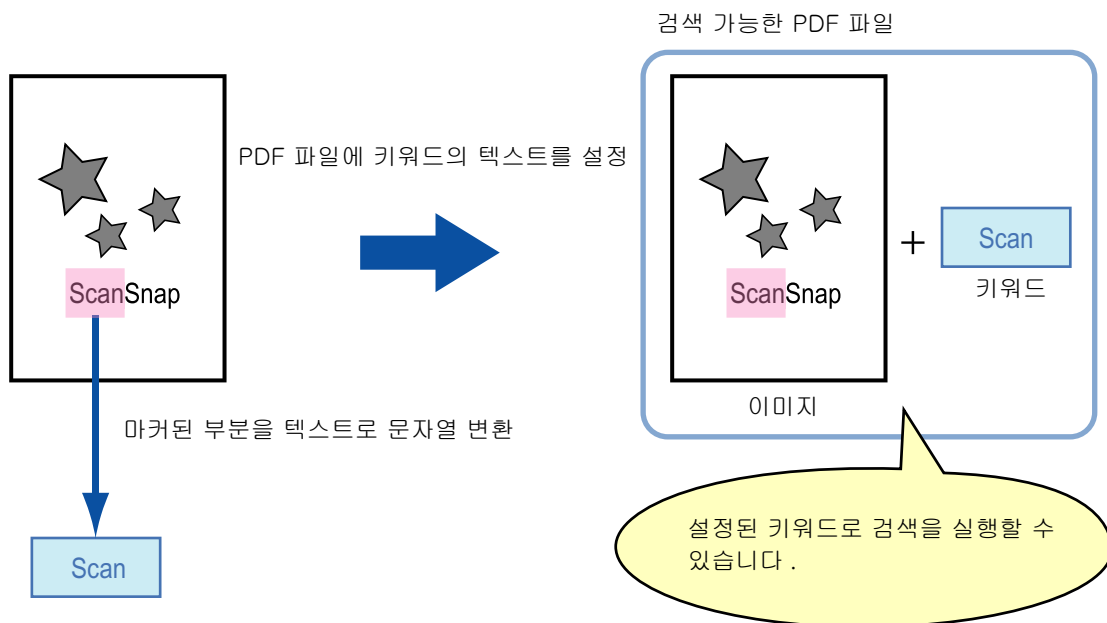 검색 가능한 PDF 파일
PDF 파일에 키워드의 텍스트를 설정
ScanSnap
마커된 부분을 텍스트로 문자열 변환
Scan
ScanSnap
+
Scan
키워드
이미지
설정된 키워드로 검색을 실행할 수
있습니다 .